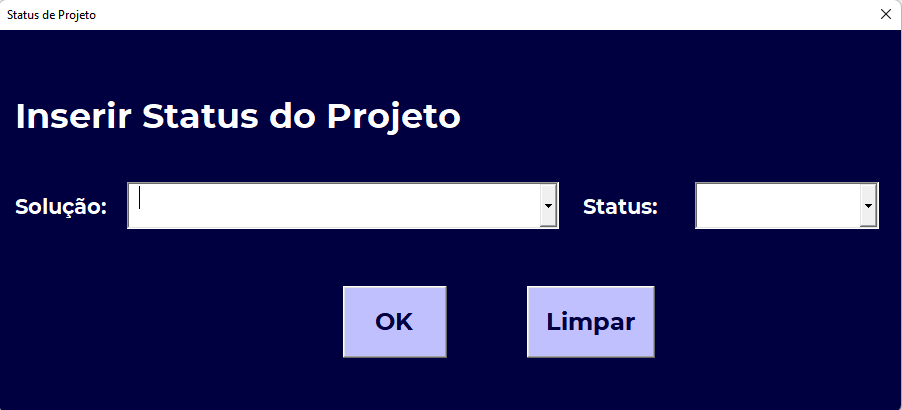 Status de Projeto
Inserir Status do Projeto
Solução: Status:
OK Limpar